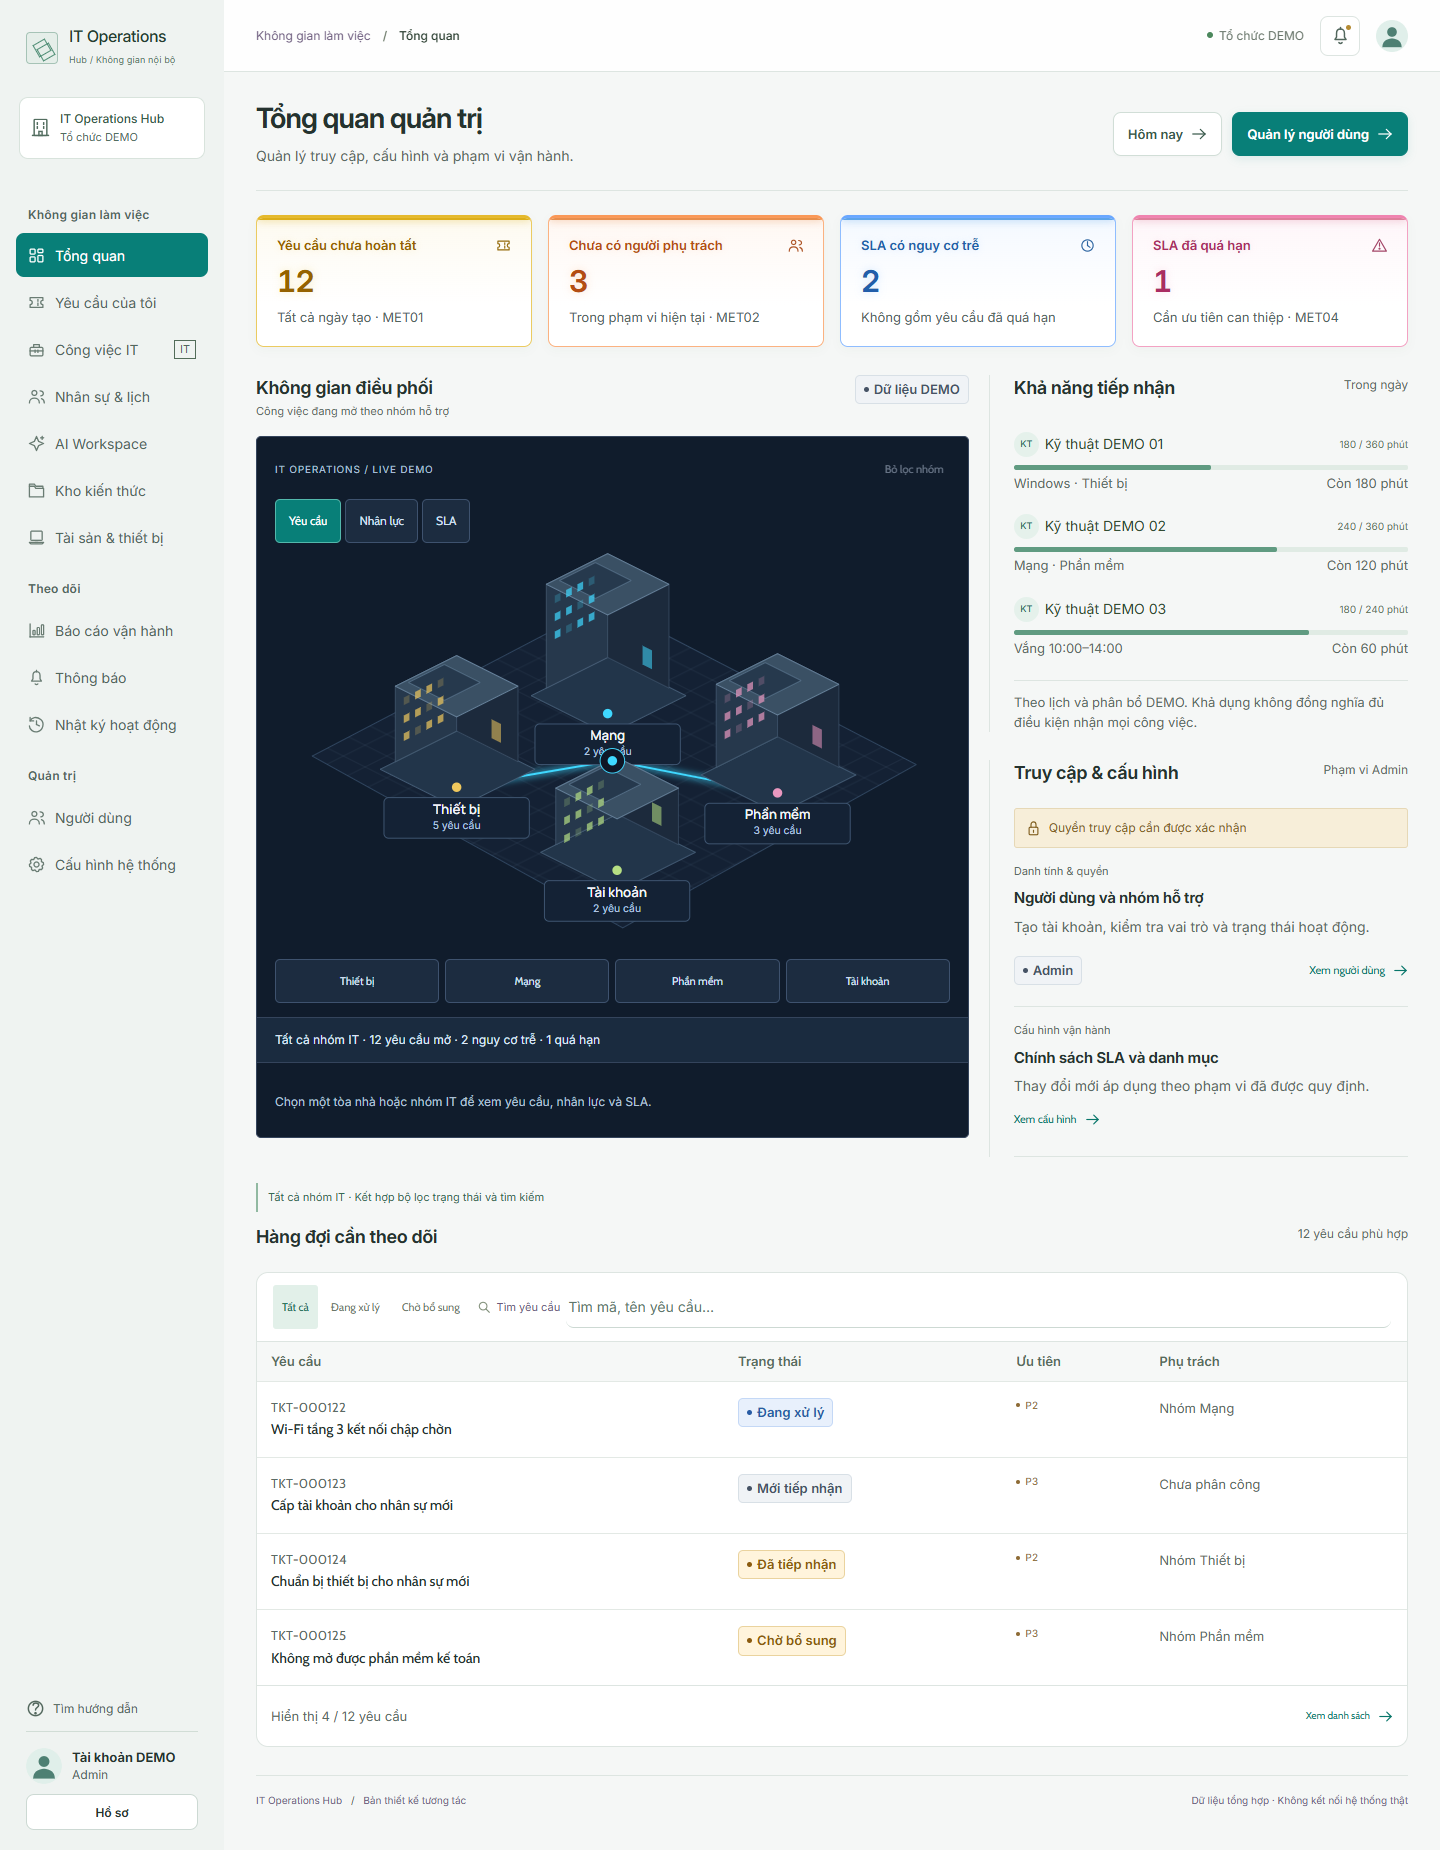 IT Operations
Hub / Không gian nội bộ
IT Operations Hub
Tổ chức DEMO
Không gian làm việc
Tổng quan
Yêu cầu của tôi
Công việc IT
IT
Nhân sự & lịch
AI Workspace
Kho kiến thức
Tài sản & thiết bị
Theo dõi
Báo cáo vận hành
Thông báo
Nhật ký hoạt động
Quản trị
Người dùng
Cấu hình hệ thống
Tìm hướng dẫn
Tài khoản DEMO
Admin
Hồ sơ
Không gian làm việc / Tổng quan
Tổ chức DEMO
Tổng quan quản trị
Quản lý truy cập, cấu hình và phạm vi vận hành.
Hôm nay
Quản lý người dùng
Yêu cầu chưa hoàn tất
12
Tất cả ngày tạo · MET01
Chưa có người phụ trách
3
Trong phạm vi hiện tại · MET02
SLA có nguy cơ trễ
2
Không gồm yêu cầu đã quá hạn
SLA đã quá hạn
1
Cần ưu tiên can thiệp · MET04
Không gian điều phối
Công việc đang mở theo nhóm hỗ trợ
Dữ liệu DEMO
IT OPERATIONS / LIVE DEMO
Bỏ lọc nhóm
Yêu cầu
Nhân lực
SLA
Mạng
2 yêu cầu
Thiết bị
5 yêu cầu
Phần mềm
3 yêu cầu
Tài khoản
2 yêu cầu
Thiết bị
Mạng
Phần mềm
Tài khoản
Tất cả nhóm IT · 12 yêu cầu mở · 2 nguy cơ trễ · 1 quá hạn
Chọn một tòa nhà hoặc nhóm IT để xem yêu cầu, nhân lực và SLA.
Khả năng tiếp nhận
Trong ngày
KT Kỹ thuật DEMO 01
180 / 360 phút
Windows · Thiết bị
Còn 180 phút
KT Kỹ thuật DEMO 02
240 / 360 phút
Mạng · Phần mềm
Còn 120 phút
KT Kỹ thuật DEMO 03
180 / 240 phút
Vắng 10:00–14:00
Còn 60 phút
Theo lịch và phân bổ DEMO. Khả dụng không đồng nghĩa đủ
điều kiện nhận mọi công việc.
Truy cập & cấu hình
Phạm vi Admin
Quyền truy cập cần được xác nhận
Danh tính & quyền
Người dùng và nhóm hỗ trợ
Tạo tài khoản, kiểm tra vai trò và trạng thái hoạt động.
Admin
Xem người dùng
Cấu hình vận hành
Chính sách SLA và danh mục
Thay đổi mới áp dụng theo phạm vi đã được quy định.
Xem cấu hình
Tất cả nhóm IT · Kết hợp bộ lọc trạng thái và tìm kiếm
Hàng đợi cần theo dõi
12 yêu cầu phù hợp
Tất cả
Đang xử lý
Chờ bổ sung
Tìm yêu cầu
Tìm mã, tên yêu cầu...
Yêu cầu
Trạng thái
Ưu tiên
Phụ trách
TKT-000122
Wi-Fi tầng 3 kết nối chập chờn
Đang xử lý
P2
Nhóm Mạng
TKT-000123
Cấp tài khoản cho nhân sự mới
Mới tiếp nhận
P3
Chưa phân công
TKT-000124
Chuẩn bị thiết bị cho nhân sự mới
Đã tiếp nhận
P2
Nhóm Thiết bị
TKT-000125
Không mở được phần mềm kế toán
Chờ bổ sung
P3
Nhóm Phần mềm
Hiển thị 4 / 12 yêu cầu
Xem danh sách
IT Operations Hub / Bản thiết kế tương tác
Dữ liệu tổng hợp · Không kết nối hệ thống thật